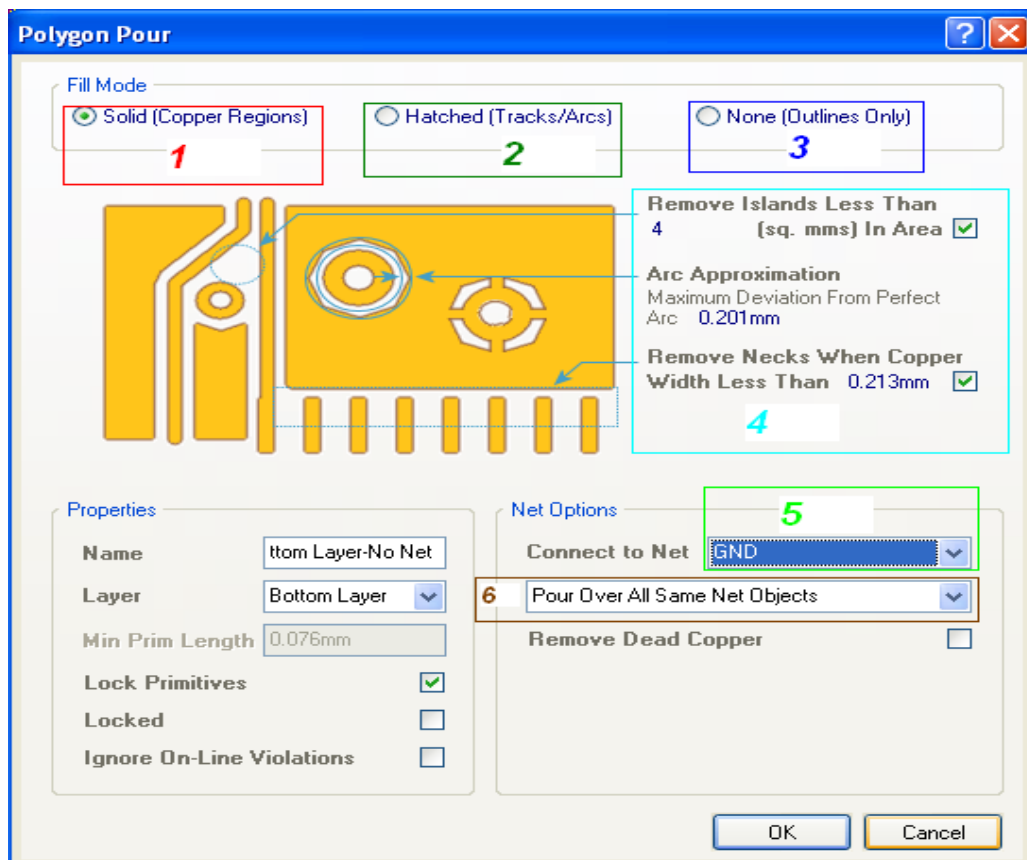 Polygon Pour
Fill Mode
Solid (Copper Regions)
Hatched (Tracks/Arcs)
None (Outlines Only)
1
2
3
Remove Islands Less Than
4 (sq. mms) In Area
Arc Approximation
Maximum Deviation From Perfect
Arc 0.201mm
Remove Necks When Copper
Width Less Than 0.213mm
4
Properties
Name ttom Layer-No Net
Layer Bottom Layer
Min Prim Length 0.076mm
Lock Primitives
Locked
Ignore On-Line Violations
Net Options
5
Connect to Net GND
6 Pour Over All Same Net Objects
Remove Dead Copper
OK
Cancel